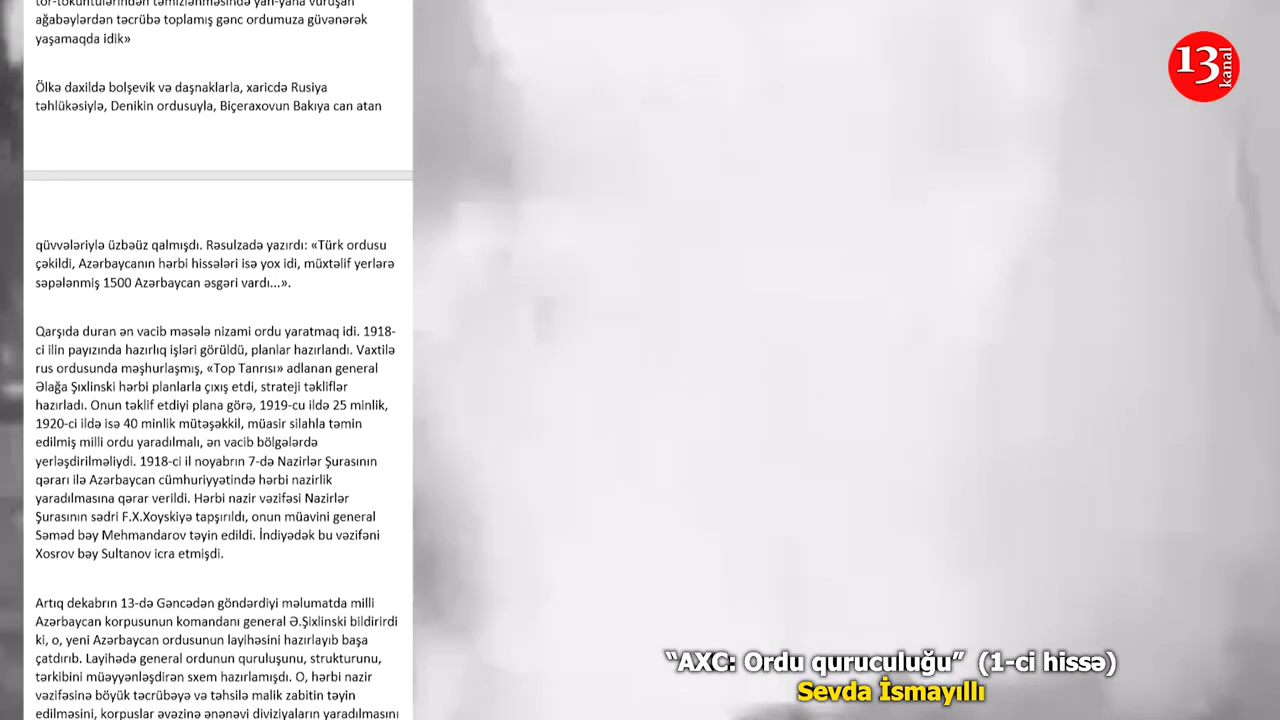 tör-töküntülərindən təmizlənməsində yan-yana vuruşan
ağabəylərdən təcrübə toplamış gənc ordumuza güvənərək
yaşamaqda idik»
Ölkə daxildə bolşevik və daşnaklarla, xaricdə Rusiya
təhlükəsiylə, Denikin ordusuyla, Biçeraxovun Bakıya can atan
qüvvələriylə üzbəüz qalmışdı. Rəsulzadə yazırdı: «Türk ordusu
çəkildi, Azərbaycanın hərbi hissələri isə yox idi, müxtəlif yerlərə
səpələnmiş 1500 Azərbaycan əsgəri vardı...».
Qarşıda duran ən vacib məsələ nizami ordu yaratmaq idi. 1918-
ci ilin payızında hazırlıq işləri görüldü, planlar hazırlandı. Vaxtilə
rus ordusunda məşhurlaşmış, «Top Tanrısı» adlanan general
Əlağa Şıxlinski hərbi planlarla çıxış etdi, strateji təkliflər
hazırladı. Onun təklif etdiyi plana görə, 1919-cu ildə 25 minlik,
1920-ci ildə isə 40 minlik mütəşəkkil, müasir silahla təmin
edilmiş milli ordu yaradılmalı, ən vacib bölgələrdə
yerləşdirilməliydi. 1918-ci il noyabrın 7-də Nazirlər Şurasının
qərarı ilə Azərbaycan cümhuriyyətində hərbi nazirlik
yaradılmasına qərar verildi. Hərbi nazir vəzifəsi Nazirlər
Şurasının sədri F.X.Xoyskiyə tapşırıldı, onun müavini general
Səməd bəy Mehmandarov təyin edildi. İndiyədək bu vəzifəni
Xosrov bəy Sultanov icra etmişdi.
Artıq dekabrın 13-də Gəncədən göndərdiyi məlumatda milli
Azərbaycan korpusunun komandanı general Ə.Şixlinski bildirirdi
ki, o, yeni Azərbaycan ordusunun layihəsini hazırlayıb başa
çatdırıb. Layihədə general ordunun quruluşunu, strukturunu,
tərkibini müəyyənləşdirən sxem hazırlamışdı. O, hərbi nazir
vəzifəsinə böyük təcrübəyə və təhsilə malik zabitin təyin
edilməsini, korpuslar əvəzinə ənənəvi diviziyaların yaradılmasını
13 kanal
“AXC: Ordu quruculuğu” (1-ci hissə)
Sevda İsmayıllı